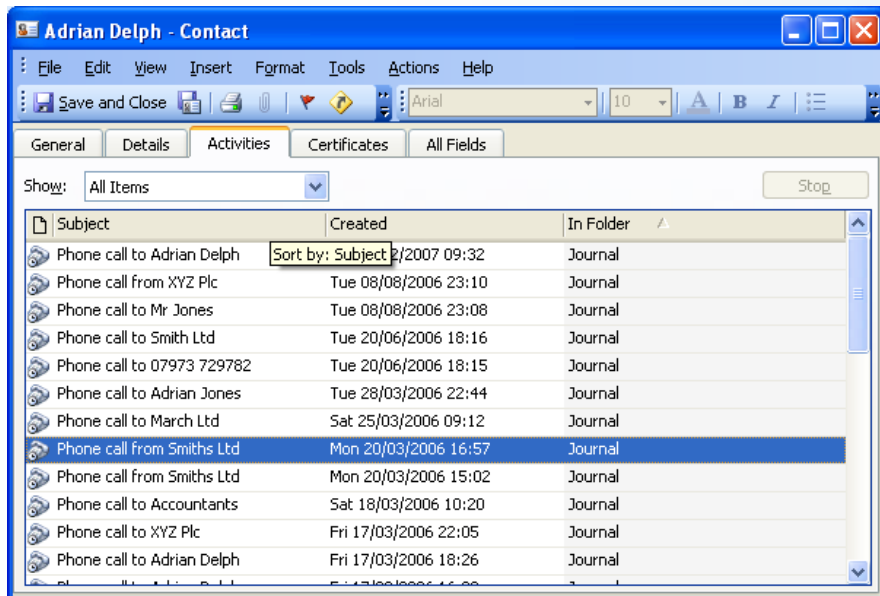 Adrian Delph - Contact
File Edit View Insert Format Tools Actions Help
Save and Close Arial 10 A B I
General Details Activities Certificates All Fields
Show: All Items Stop
Subject Created In Folder
Phone call to Adrian Delph Sort by: Subject 2/2007 09:32 Journal
Phone call from XYZ Plc Tue 08/08/2006 23:10 Journal
Phone call to Mr Jones Tue 08/08/2006 23:08 Journal
Phone call to Smith Ltd Tue 20/06/2006 18:16 Journal
Phone call to 07973 729782 Tue 20/06/2006 18:15 Journal
Phone call to Adrian Jones Tue 28/03/2006 22:44 Journal
Phone call to March Ltd Sat 25/03/2006 09:12 Journal
Phone call from Smiths Ltd Mon 20/03/2006 16:57 Journal
Phone call from Smiths Ltd Mon 20/03/2006 15:02 Journal
Phone call to Accountants Sat 18/03/2006 10:20 Journal
Phone call to XYZ Plc Fri 17/03/2006 22:05 Journal
Phone call to Adrian Delph Fri 17/03/2006 18:26 Journal